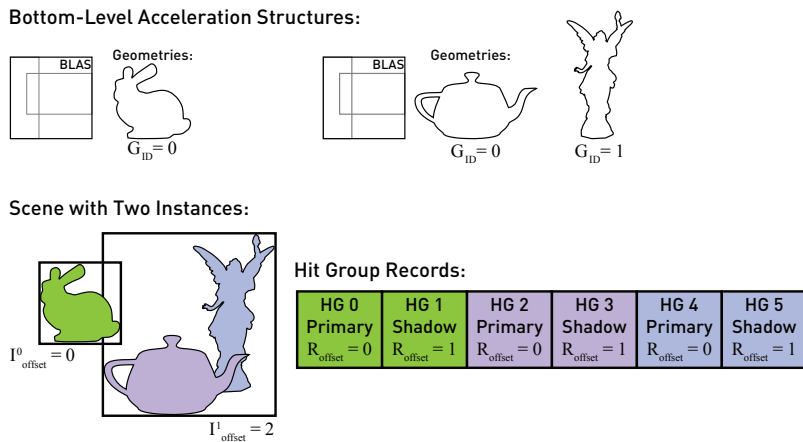 Bottom-Level Acceleration Structures:
BLAS
Geometries:
G_ID = 0
BLAS
Geometries:
G_ID = 0
G_ID = 1
Scene with Two Instances:
I^0_offset = 0
I^1_offset = 2
Hit Group Records:
HG 0 HG 1 HG 2 HG 3 HG 4 HG 5
Primary Shadow Primary Shadow Primary Shadow
R_offset = 0 R_offset = 1 R_offset = 0 R_offset = 1 R_offset = 0 R_offset = 1